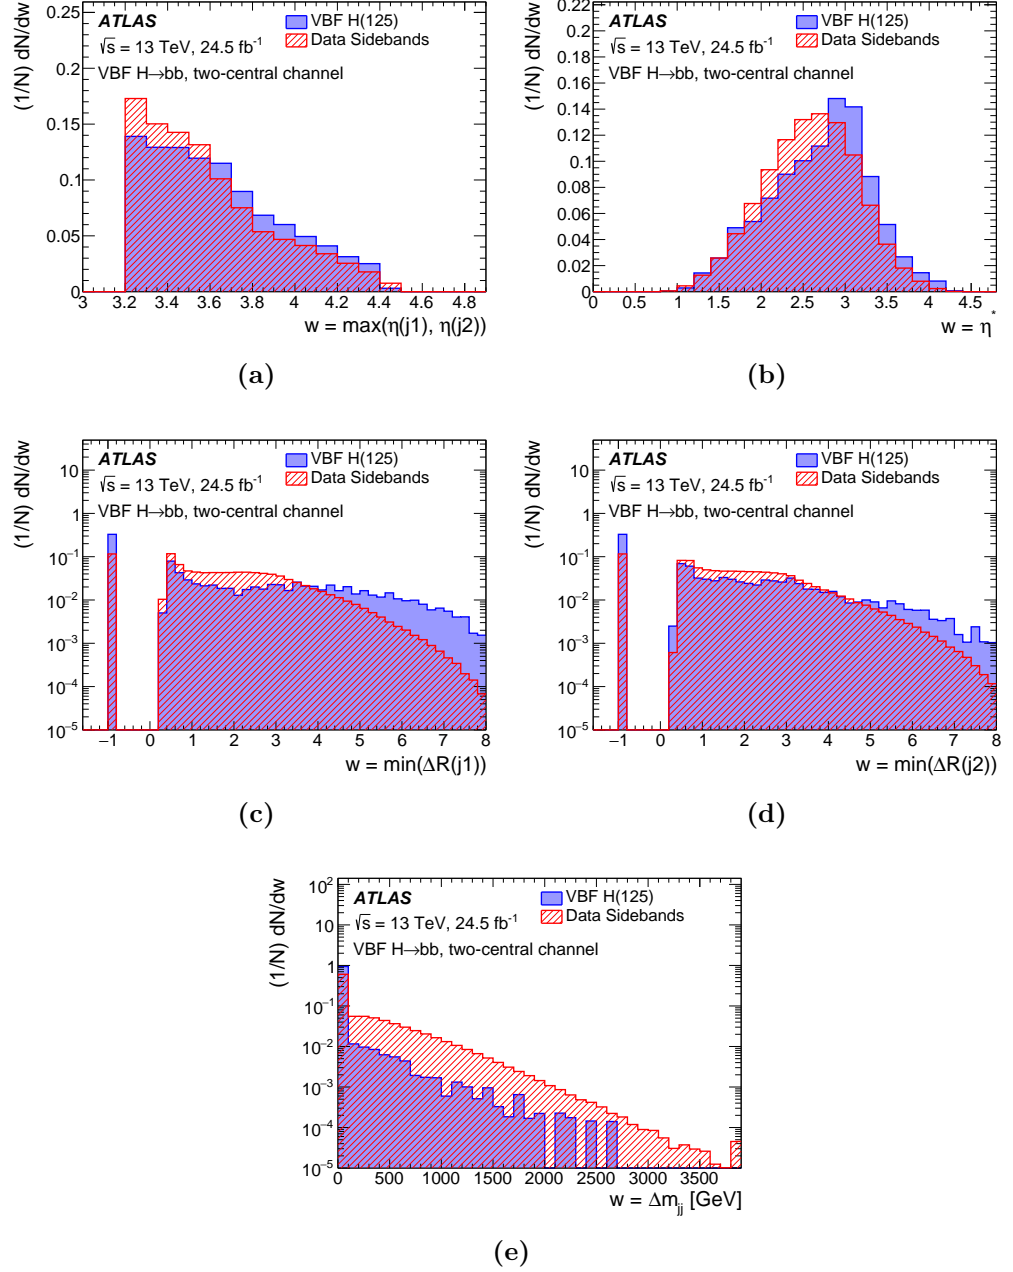 (1/N) dN/dw
ATLAS
√s = 13 TeV, 24.5 fb⁻¹
VBF H→bb, two-central channel
VBF H(125)
Data Sidebands
0.25
0.2
0.15
0.1
0.05
0
3 3.2 3.4 3.6 3.8 4 4.2 4.4 4.6 4.8
w = max(η(j1), η(j2))
(a)
(1/N) dN/dw
ATLAS
√s = 13 TeV, 24.5 fb⁻¹
VBF H→bb, two-central channel
VBF H(125)
Data Sidebands
0.22
0.2
0.18
0.16
0.14
0.12
0.1
0.08
0.06
0.04
0.02
0
0 0.5 1 1.5 2 2.5 3 3.5 4 4.5
w = η*
(b)
(1/N) dN/dw
ATLAS
√s = 13 TeV, 24.5 fb⁻¹
VBF H→bb, two-central channel
VBF H(125)
Data Sidebands
10
1
10⁻¹
10⁻²
10⁻³
10⁻⁴
10⁻⁵
−1 0 1 2 3 4 5 6 7 8
w = min(ΔR(j1))
(c)
(1/N) dN/dw
ATLAS
√s = 13 TeV, 24.5 fb⁻¹
VBF H→bb, two-central channel
VBF H(125)
Data Sidebands
10
1
10⁻¹
10⁻²
10⁻³
10⁻⁴
10⁻⁵
−1 0 1 2 3 4 5 6 7 8
w = min(ΔR(j2))
(d)
(1/N) dN/dw
ATLAS
√s = 13 TeV, 24.5 fb⁻¹
VBF H→bb, two-central channel
VBF H(125)
Data Sidebands
10²
10
1
10⁻¹
10⁻²
10⁻³
10⁻⁴
10⁻⁵
0 500 1000 1500 2000 2500 3000 3500
w = Δm_jj [GeV]
(e)